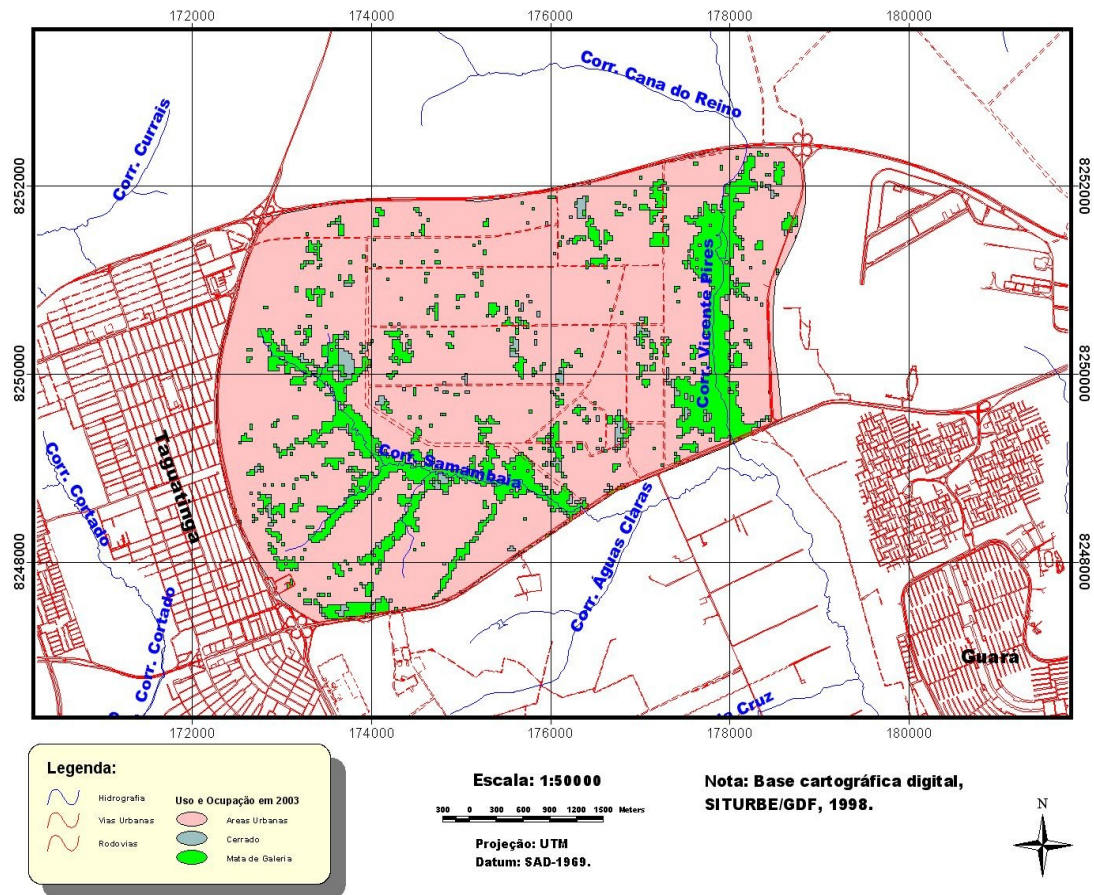 172000 174000 176000 178000 180000
Corr. Cana do Reino
Corr. Currais
8252000
8252000
Corr. Vicente Pires
8250000
8250000
Taguatinga
Corr. Samambaia
Corr. Cortado
Corr. Águas Claras
8248000
8248000
Corr. Cortado
Guara
Cruz
172000 174000 176000 178000 180000
Legenda:
Hidrografia
Vias Urbanas
Rodovias
Uso e Ocupação em 2003
Areas Urbanas
Cerrado
Mata de Galeria
Escala: 1:50000
300 0 300 600 900 1200 1500 Meters
Projeção: UTM
Datum: SAD-1969.
Nota: Base cartográfica digital,
SITURBE/GDF, 1998.
N